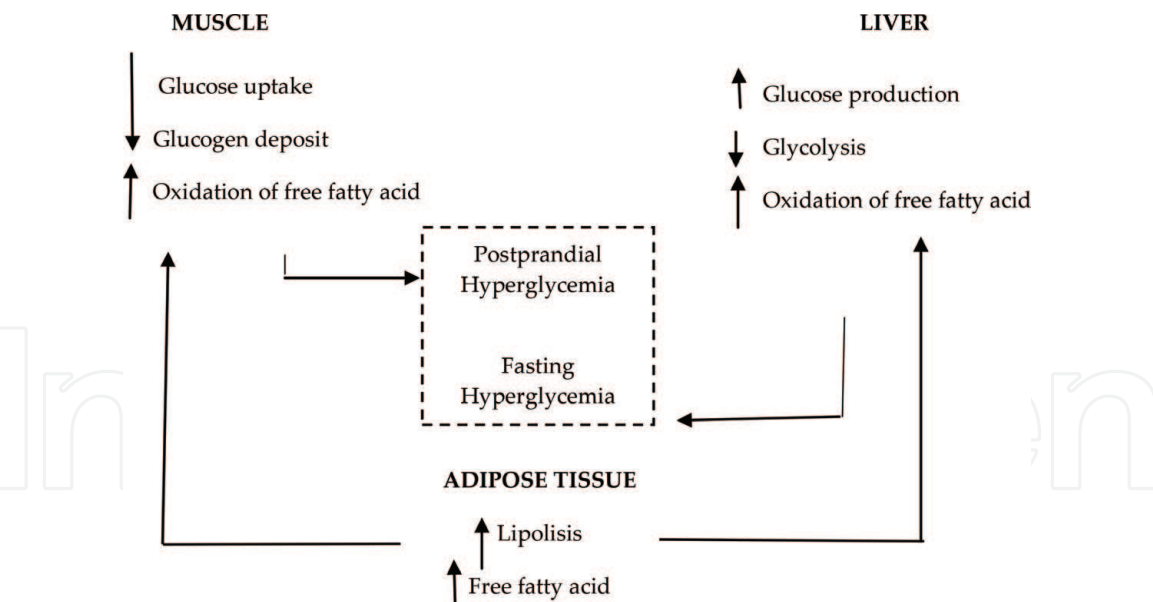 MUSCLE
Glucose uptake
Glucogen deposit
Oxidation of free fatty acid
LIVER
Glucose production
Glycolysis
Oxidation of free fatty acid
Postprandial
Hyperglycemia
Fasting
Hyperglycemia
ADIPOSE TISSUE
Lipolisis
Free fatty acid